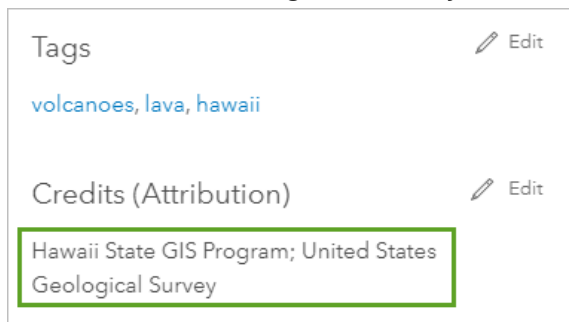 Tags
Edit
volcanoes, lava, hawaii
Credits (Attribution)
Edit
Hawaii State GIS Program; United States
Geological Survey